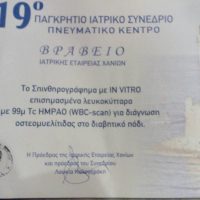 19ο ΠΑΓΚΡΗΤΙΟ ΙΑΤΡΙΚΟ ΣΥΝΕΔΡΙΟ
ΠΝΕΥΜΑΤΙΚΟ ΚΕΝΤΡΟ
ΒΡΑΒΕΙΟ
ΙΑΤΡΙΚΗΣ ΕΤΑΙΡΕΙΑΣ ΧΑΝΙΩΝ
Το Σπινθηρογράφημα με IN VITRO
επισημασμένα λευκοκύτταρα
με 99μ Tc HMPAO (WBC-scan) για διάγνωση
οστεομυελίτιδας στο διαβητικό πόδι.
Η Πρόεδρος της Ιατρικής Εταιρείας Χανίων
και πρόεδρος του Συνεδρίου